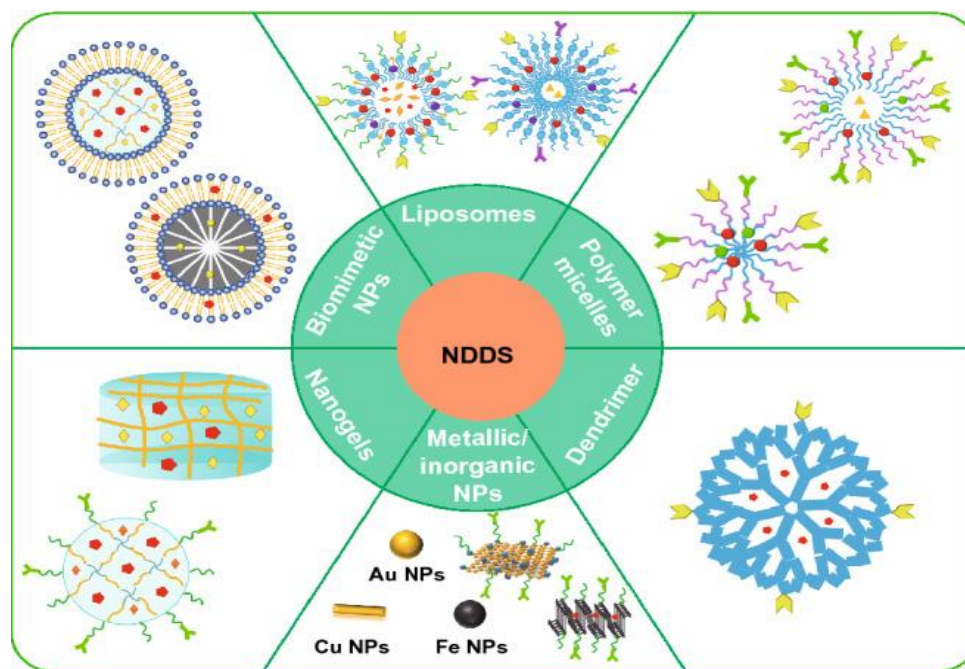 Liposomes
Biomimetic
NPs
Polymer
micelles
NDDS
Nanogels
Metallic/
inorganic
NPs
Dendrimer
Au NPs
Cu NPs
Fe NPs